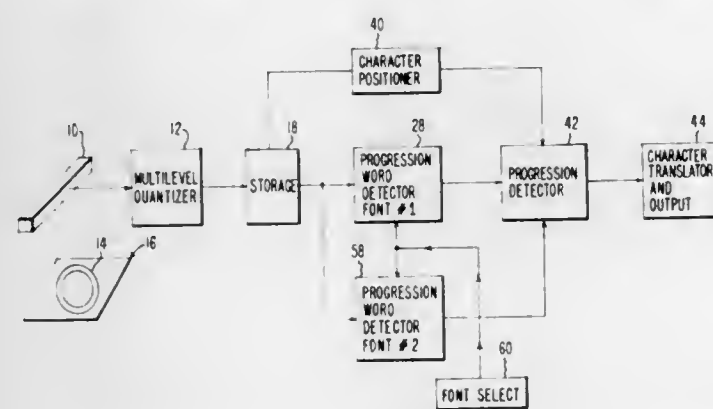 40
CHARACTER
POSITIONER
10
12
18
28
42
44
MULTILEVEL
QUANTIZER
STORAGE
PROGRESSION
WORD
DETECTOR
FONT #1
PROGRESSION
DETECTOR
CHARACTER
TRANSLATOR
AND
OUTPUT
14
16
58
PROGRESSION
WORD
DETECTOR
FONT #2
60
FONT SELECT